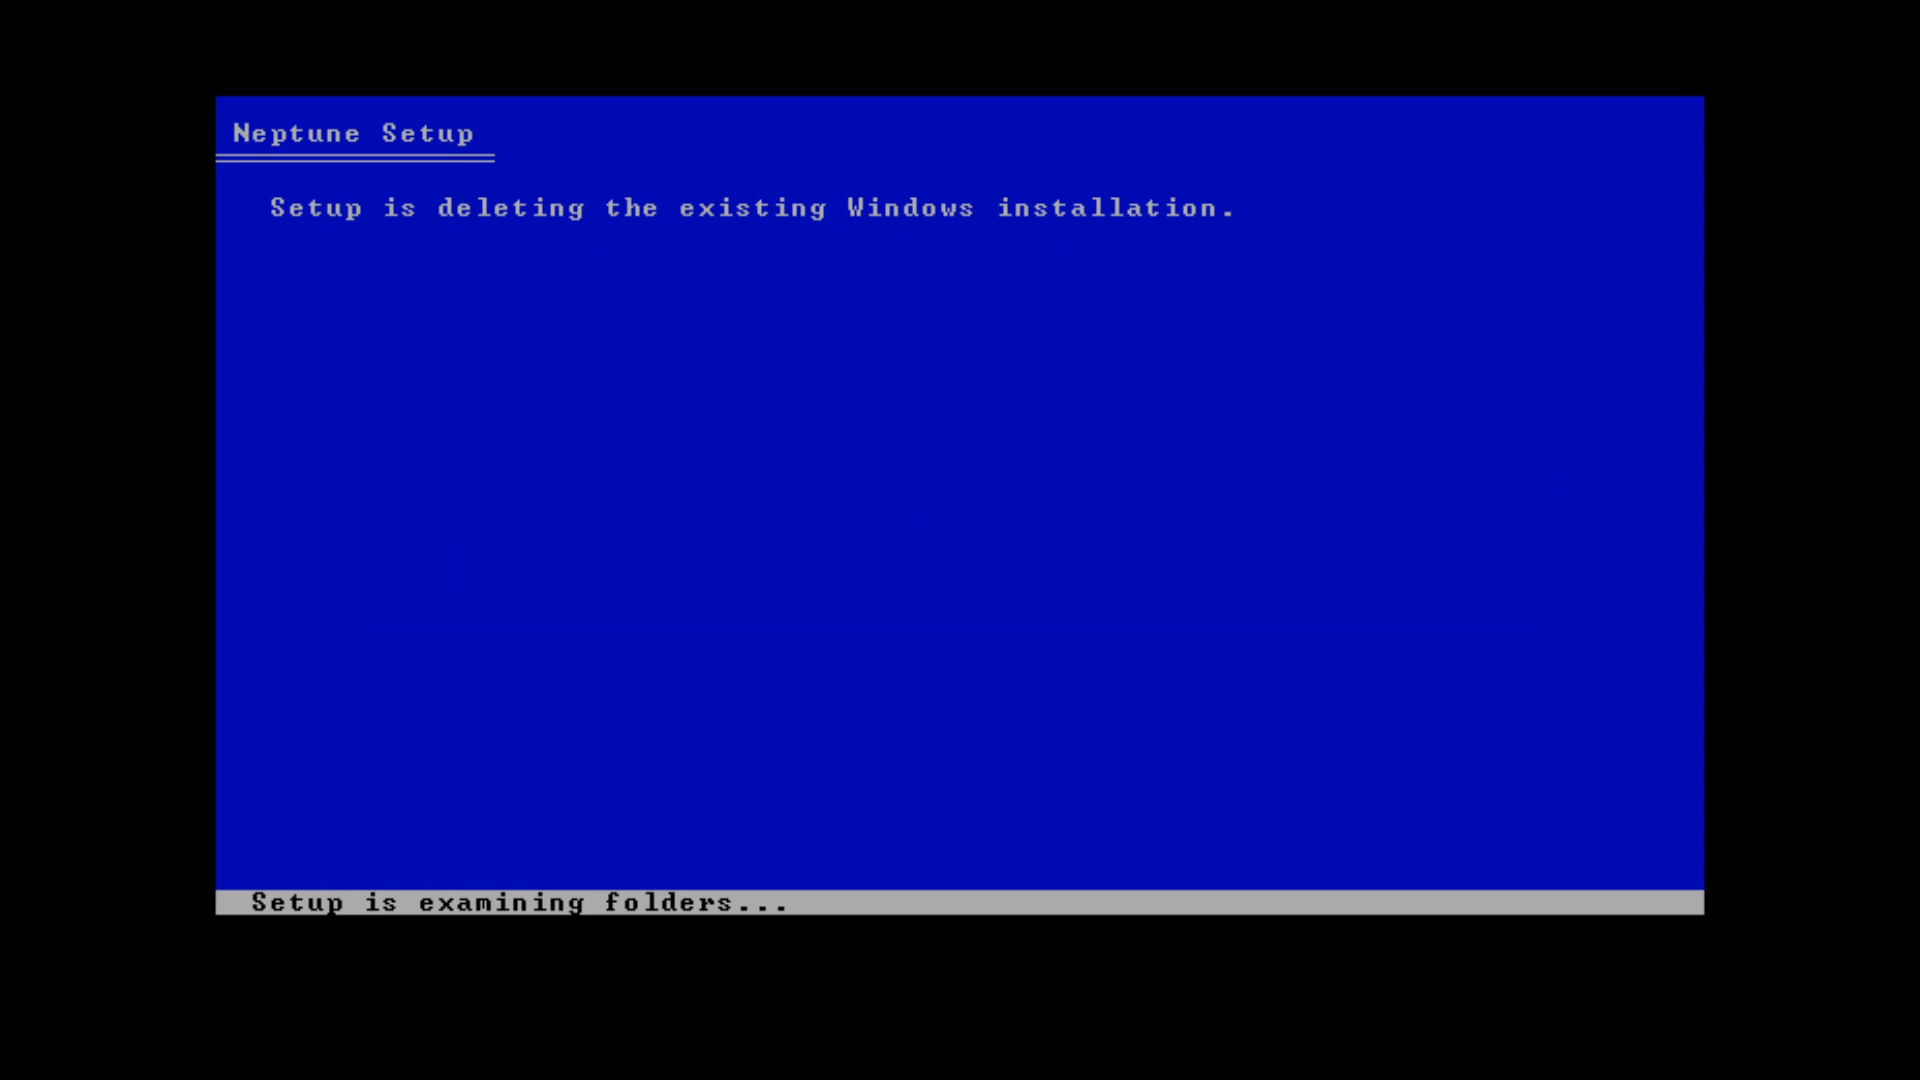 Neptune Setup
Setup is deleting the existing Windows installation.
Setup is examining folders...